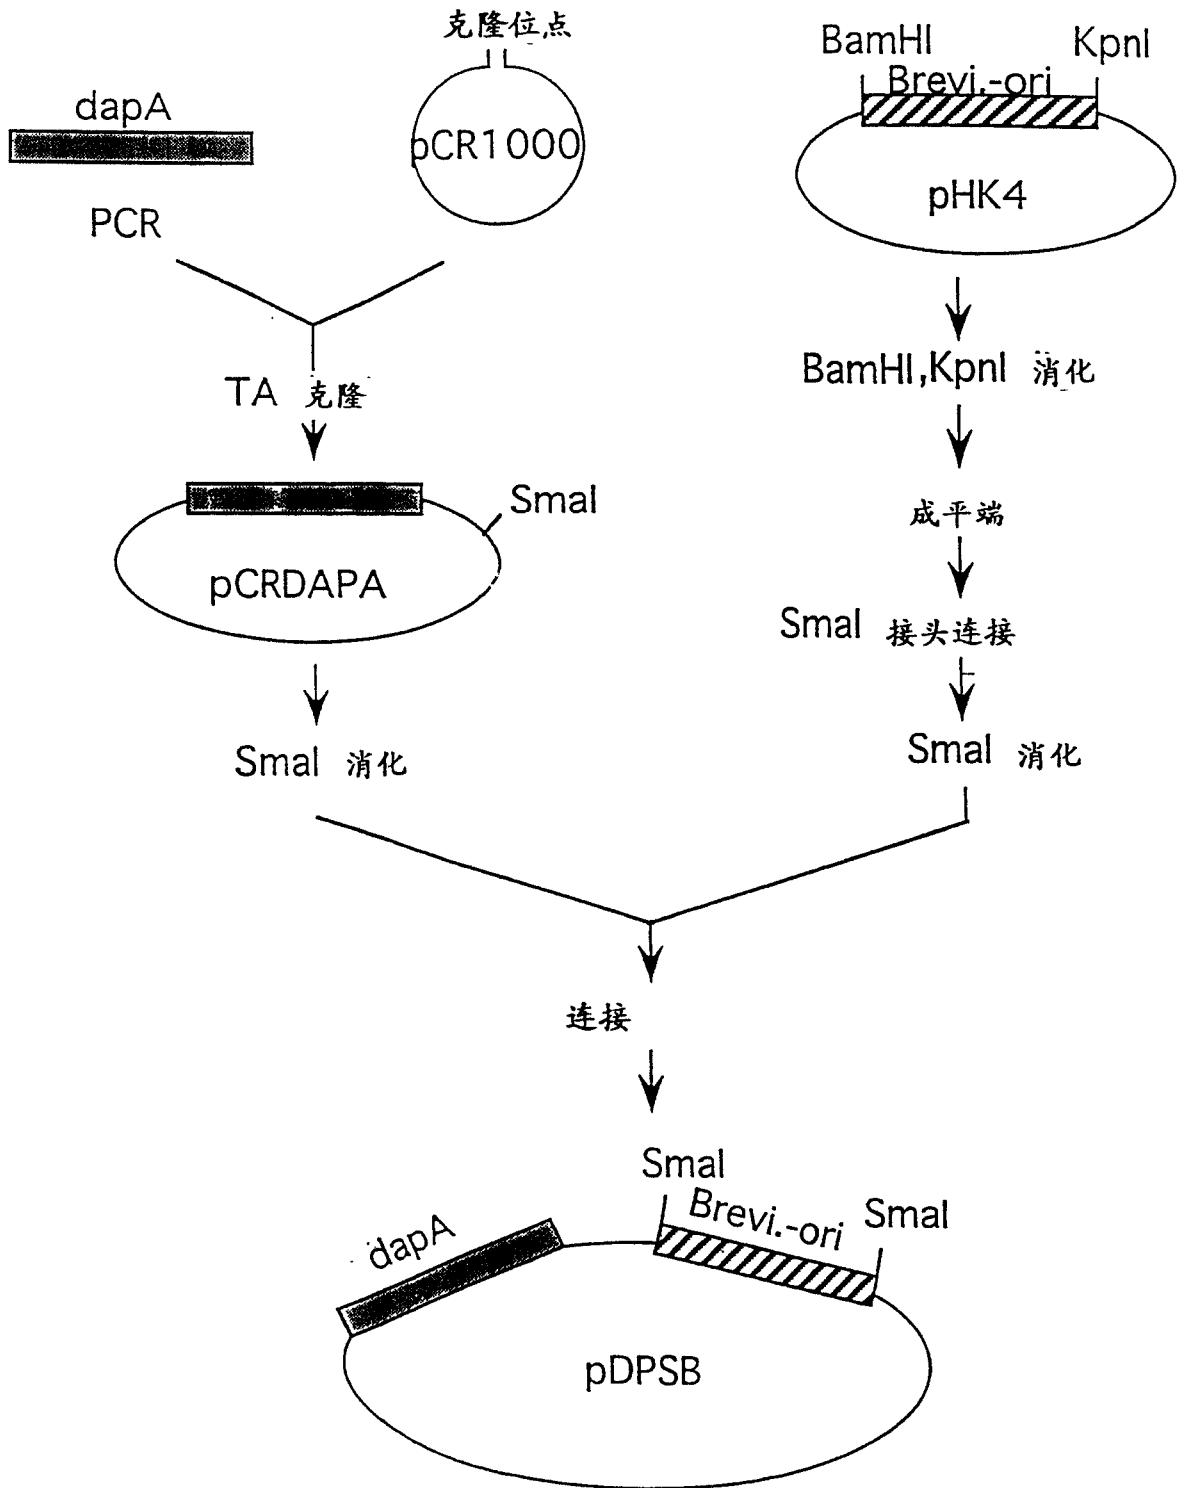 克隆位点
dapA
pCR1000
PCR
BamHI
KpnI
Brevi.-ori
pHK4
TA 克隆
BamHI,KpnI 消化
成平端
SmaI
pCRDAPA
SmaI 接头连接
SmaI 消化
SmaI 消化
连接
SmaI
Brevi.-ori
SmaI
dapA
pDPSB